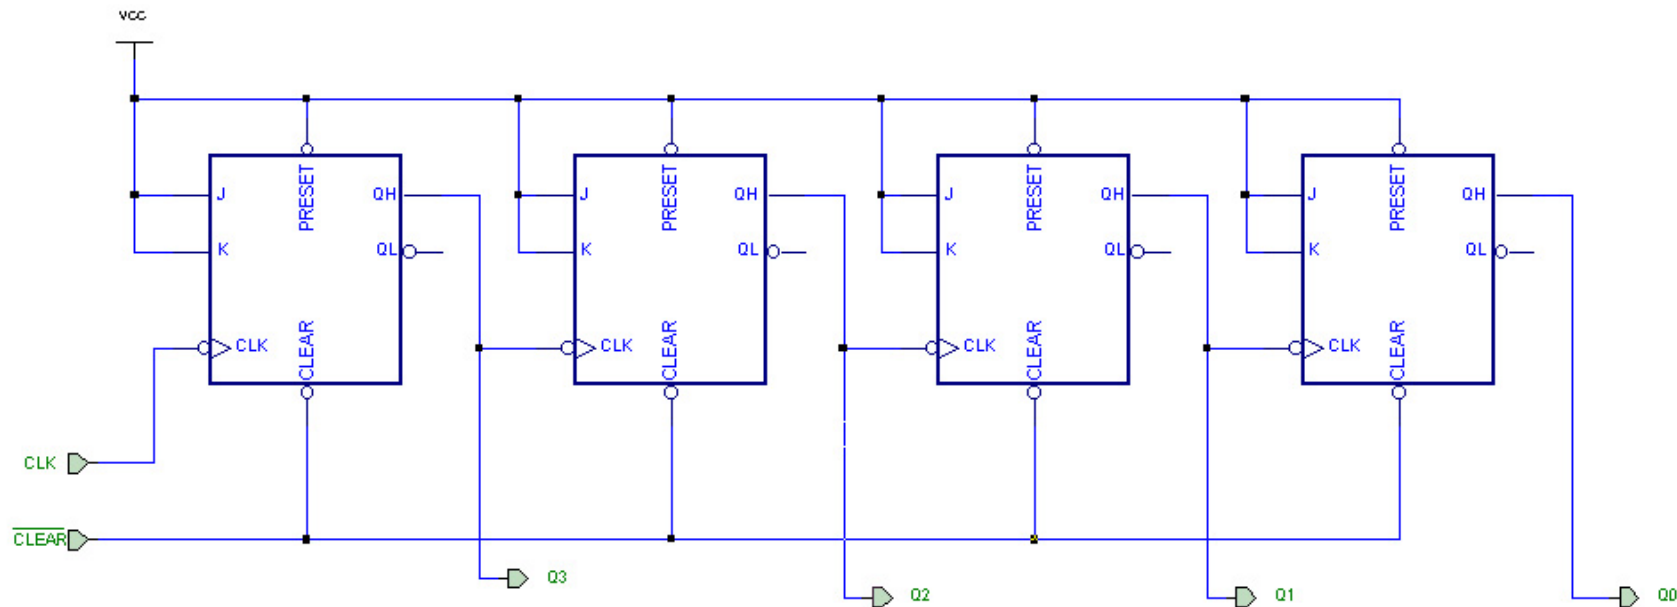 VCC
J
K
PRESET
QH
QL
CLK
CLEAR
J
K
PRESET
QH
QL
CLK
CLEAR
J
K
PRESET
QH
QL
CLK
CLEAR
J
K
PRESET
QH
QL
CLK
CLEAR
CLK
CLEAR
Q3
Q2
Q1
Q0